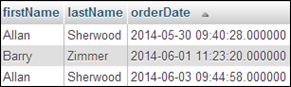 firstName lastName orderDate
Allan Sherwood 2014-05-30 09:40:28.000000
Barry Zimmer 2014-06-01 11:23:20.000000
Allan Sherwood 2014-06-03 09:44:58.000000